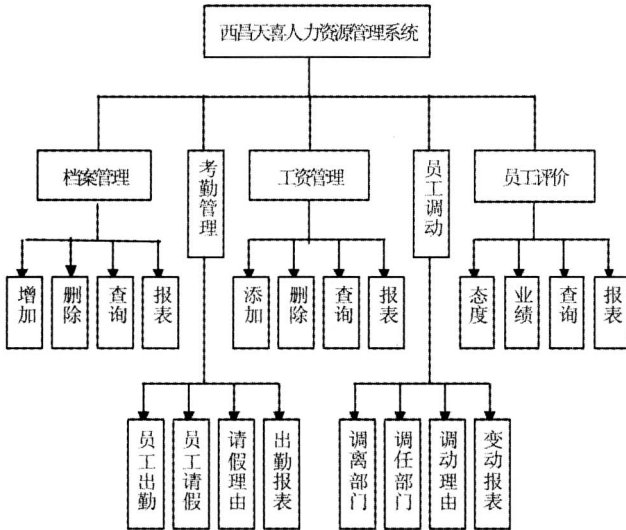 西昌天喜人力资源管理系统
档案管理
考勤管理
工资管理
员工调动
员工评价
增加
删除
查询
报表
添加
删除
查询
报表
态度
业绩
查询
报表
员工出勤
员工请假
请假理由
出勤报表
调离部门
调任部门
调动理由
变动报表